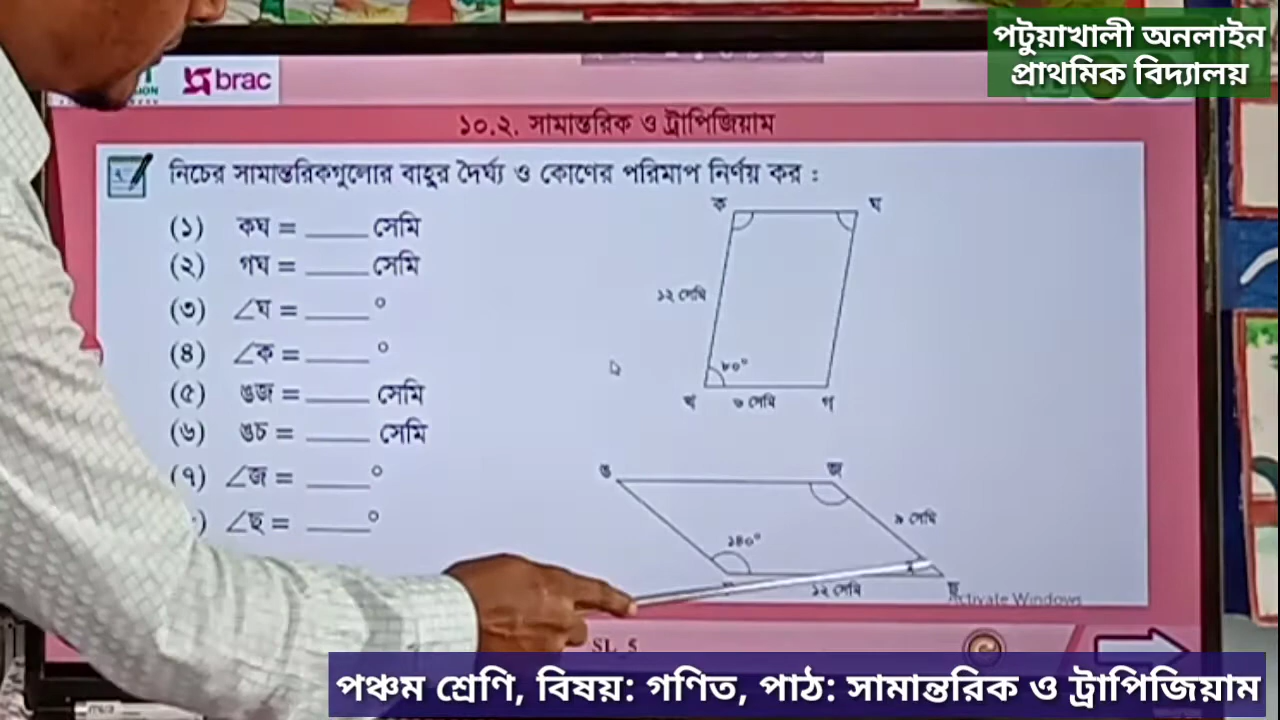 পটুয়াখালী অনলাইন
প্রাথমিক বিদ্যালয়
brac
১০.২. সামান্তরিক ও ট্রাপিজিয়াম
নিচের সামান্তরিকগুলোর বাহুর দৈর্ঘ্য ও কোণের পরিমাপ নির্ণয় কর :
(১) কঘ = ____ সেমি
(২) গঘ = ____ সেমি
(৩) ∠ঘ = ____ °
(৪) ∠ক = ____ °
(৫) ঙজ = ____ সেমি
(৬) ঙচ = ____ সেমি
(৭) ∠জ = ____ °
) ∠ছ = ____ °
ক ঘ
১২ সেমি
৮০°
খ ৬ সেমি গ
ঙ জ
৯ সেমি
১৪০°
১২ সেমি ছ
Activate Windows
SL 5
পঞ্চম শ্রেণি, বিষয়: গণিত, পাঠ: সামান্তরিক ও ট্রাপিজিয়াম